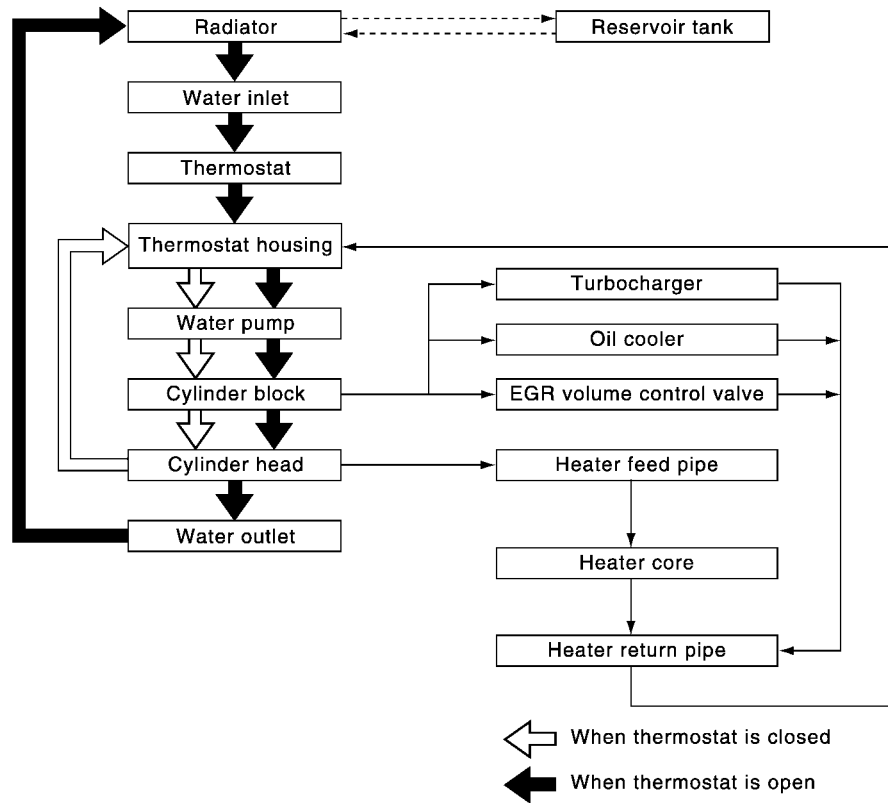 Radiator
Reservoir tank
Water inlet
Thermostat
Thermostat housing
Turbocharger
Water pump
Oil cooler
Cylinder block
EGR volume control valve
Cylinder head
Heater feed pipe
Water outlet
Heater core
Heater return pipe
When thermostat is closed
When thermostat is open